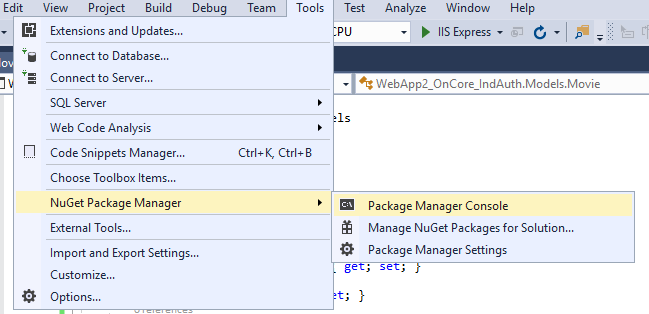 Edit View Project Build Debug Team Tools Test Analyze Window Help
Extensions and Updates...
CPU IIS Express
Connect to Database...
Connect to Server...
WebApp2_OnCore_IndAuth.Models.Movie
SQL Server
Web Code Analysis
Code Snippets Manager... Ctrl+K, Ctrl+B
Choose Toolbox Items...
NuGet Package Manager
Package Manager Console
External Tools...
Manage NuGet Packages for Solution...
Import and Export Settings...
Package Manager Settings
Customize...
get; set; }
Options...
et; }